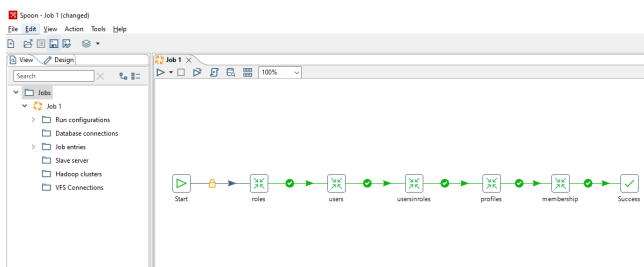 Spoon - Job 1 (changed)
File Edit View Action Tools Help
View Design
Search
Jobs
Job 1
Run configurations
Database connections
Job entries
Slave server
Hadoop clusters
VFS Connections
Job 1
100%
Start roles users usersinroles profiles membership Success